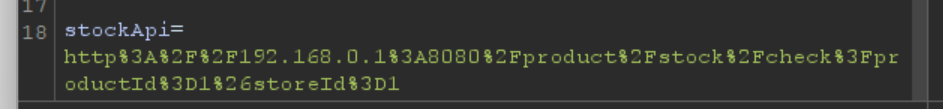 17
18 stockApi=
http%3A%2F%2F192.168.0.1%3A8080%2Fproduct%2Fstock%2Fcheck%3Fpr
oductId%3D1%26storeId%3D1